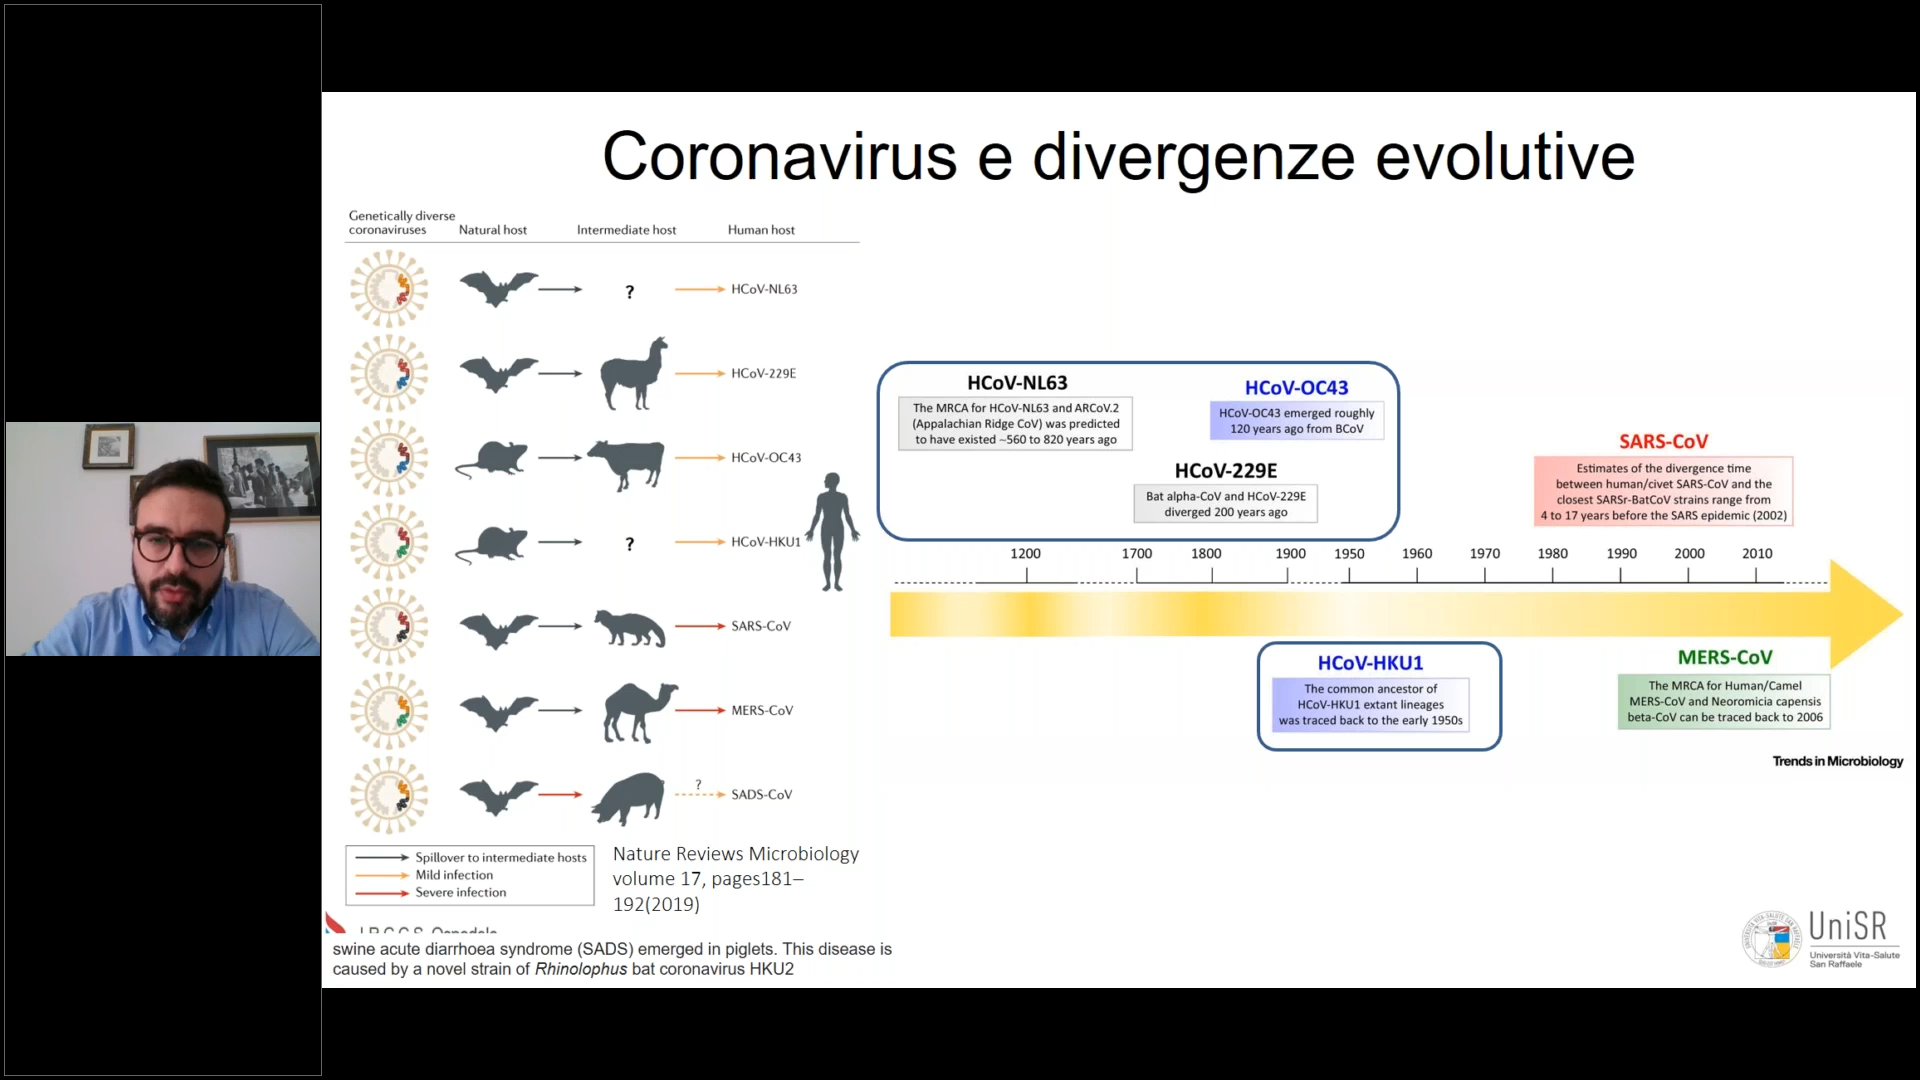 Coronavirus e divergenze evolutive
Genetically diverse
coronaviruses
Natural host
Intermediate host
Human host
?
HCoV-NL63
HCoV-229E
HCoV-OC43
?
HCoV-HKU1
SARS-CoV
MERS-CoV
?
SADS-CoV
Spillover to intermediate hosts
Mild infection
Severe infection
Nature Reviews Microbiology
volume 17, pages181–
192(2019)
I.R.C.C.S. Ospedale
swine acute diarrhoea syndrome (SADS) emerged in piglets. This disease is
caused by a novel strain of Rhinolophus bat coronavirus HKU2
HCoV-NL63
The MRCA for HCoV-NL63 and ARCoV.2
(Appalachian Ridge CoV) was predicted
to have existed ~560 to 820 years ago
HCoV-OC43
HCoV-OC43 emerged roughly
120 years ago from BCoV
HCoV-229E
Bat alpha-CoV and HCoV-229E
diverged 200 years ago
SARS-CoV
Estimates of the divergence time
between human/civet SARS-CoV and the
closest SARSr-BatCoV strains range from
4 to 17 years before the SARS epidemic (2002)
1200 1700 1800 1900 1950 1960 1970 1980 1990 2000 2010
HCoV-HKU1
The common ancestor of
HCoV-HKU1 extant lineages
was traced back to the early 1950s
MERS-CoV
The MRCA for Human/Camel
MERS-CoV and Neoromicia capensis
beta-CoV can be traced back to 2006
Trends in Microbiology
UniSR
Università Vita-Salute
San Raffaele